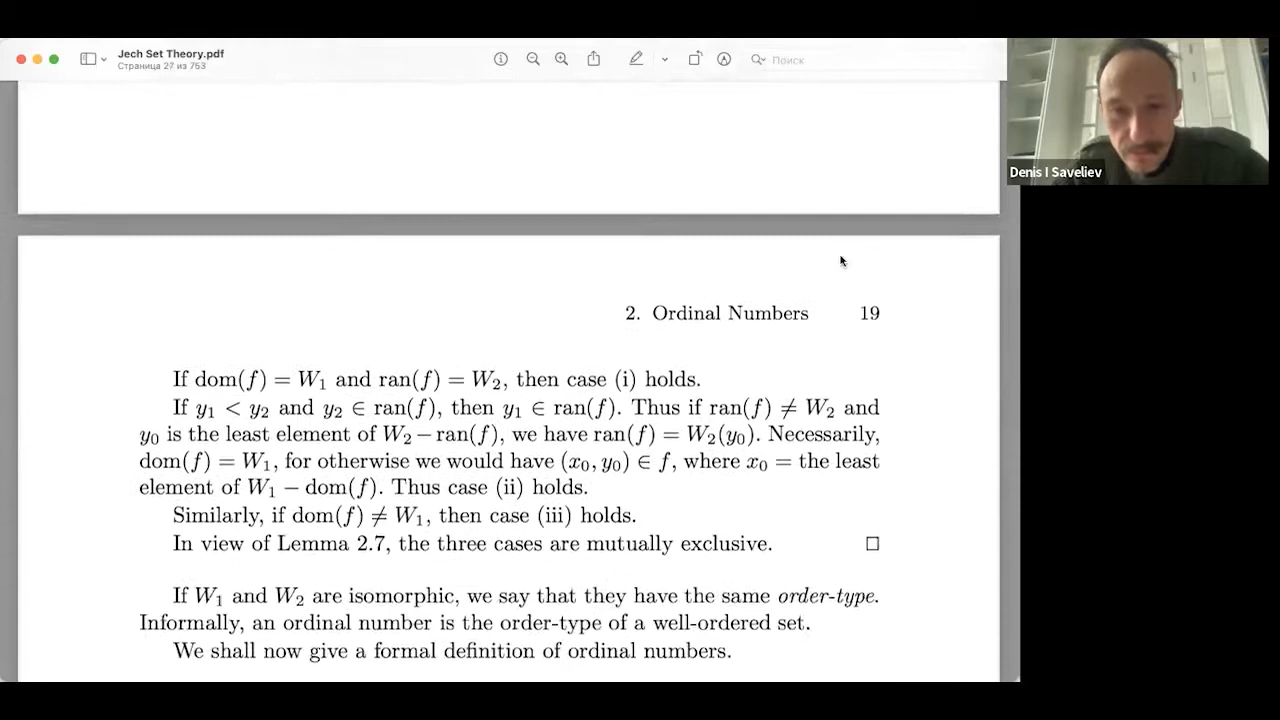 Jech Set Theory.pdf
Страница 27 из 753
Поиск
Denis I Saveliev
2. Ordinal Numbers 19
If dom(f) = W₁ and ran(f) = W₂, then case (i) holds.
If y₁ < y₂ and y₂ ∈ ran(f), then y₁ ∈ ran(f). Thus if ran(f) ≠ W₂ and
y₀ is the least element of W₂ − ran(f), we have ran(f) = W₂(y₀). Necessarily,
dom(f) = W₁, for otherwise we would have (x₀, y₀) ∈ f, where x₀ = the least
element of W₁ − dom(f). Thus case (ii) holds.
Similarly, if dom(f) ≠ W₁, then case (iii) holds.
In view of Lemma 2.7, the three cases are mutually exclusive. □
If W₁ and W₂ are isomorphic, we say that they have the same order-type.
Informally, an ordinal number is the order-type of a well-ordered set.
We shall now give a formal definition of ordinal numbers.